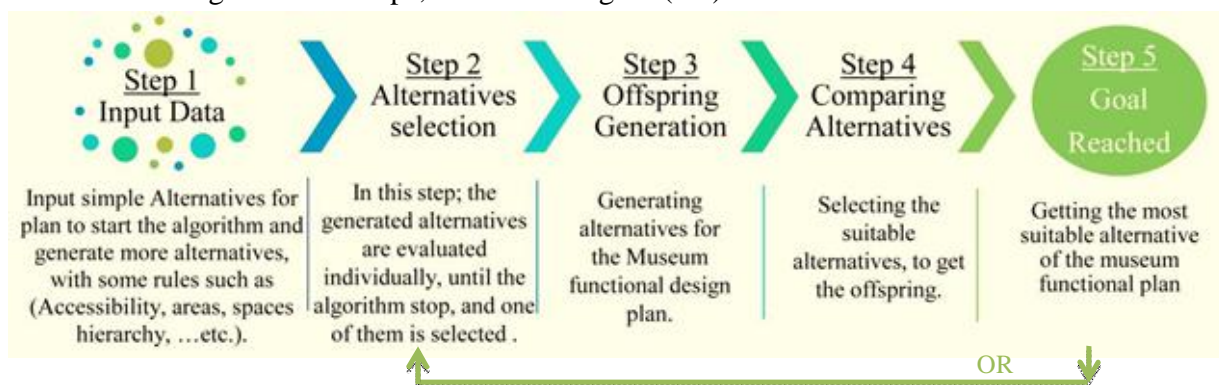 Step 1
Input Data
Input simple Alternatives for
plan to start the algorithm and
generate more alternatives,
with some rules such as
(Accessibility, areas, spaces
hierarchy, …etc.).
Step 2
Alternatives
selection
In this step; the
generated alternatives
are evaluated
individually, until the
algorithm stop, and one
of them is selected .
Step 3
Offspring
Generation
Generating
alternatives for
the Museum
functional design
plan.
Step 4
Comparing
Alternatives
Selecting the
suitable
alternatives, to get
the offspring.
Step 5
Goal
Reached
Getting the most
suitable alternative
of the museum
functional plan
OR